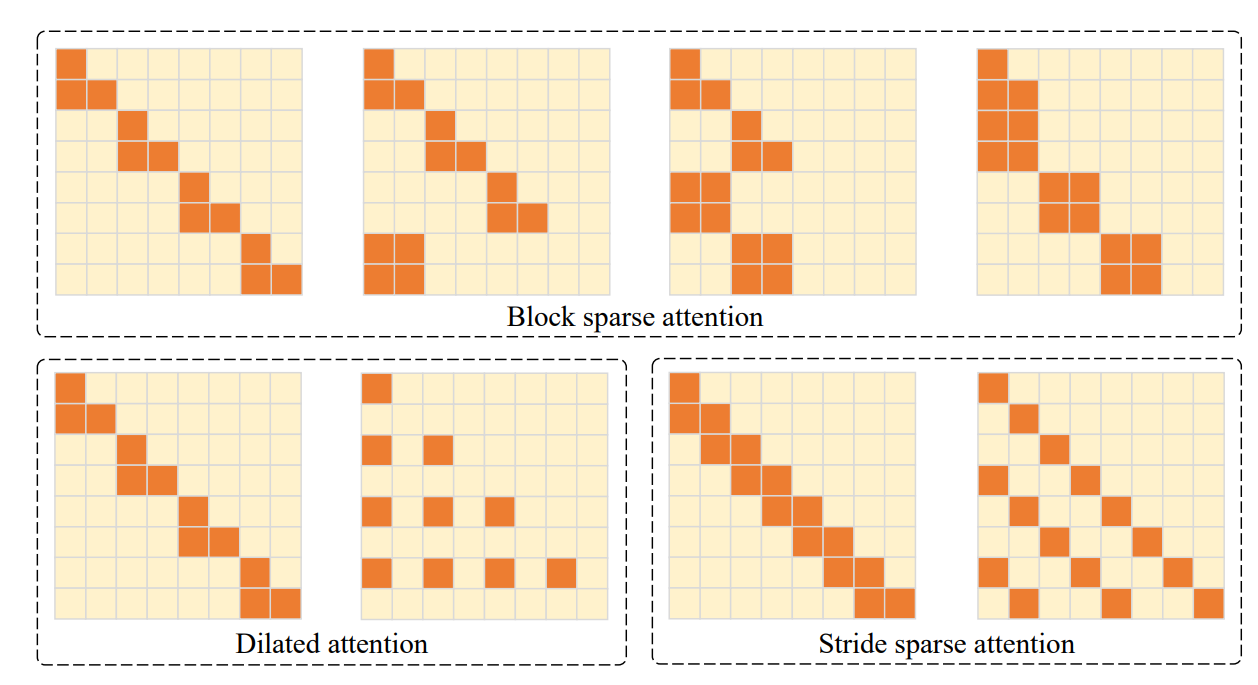 Block sparse attention
Dilated attention
Stride sparse attention